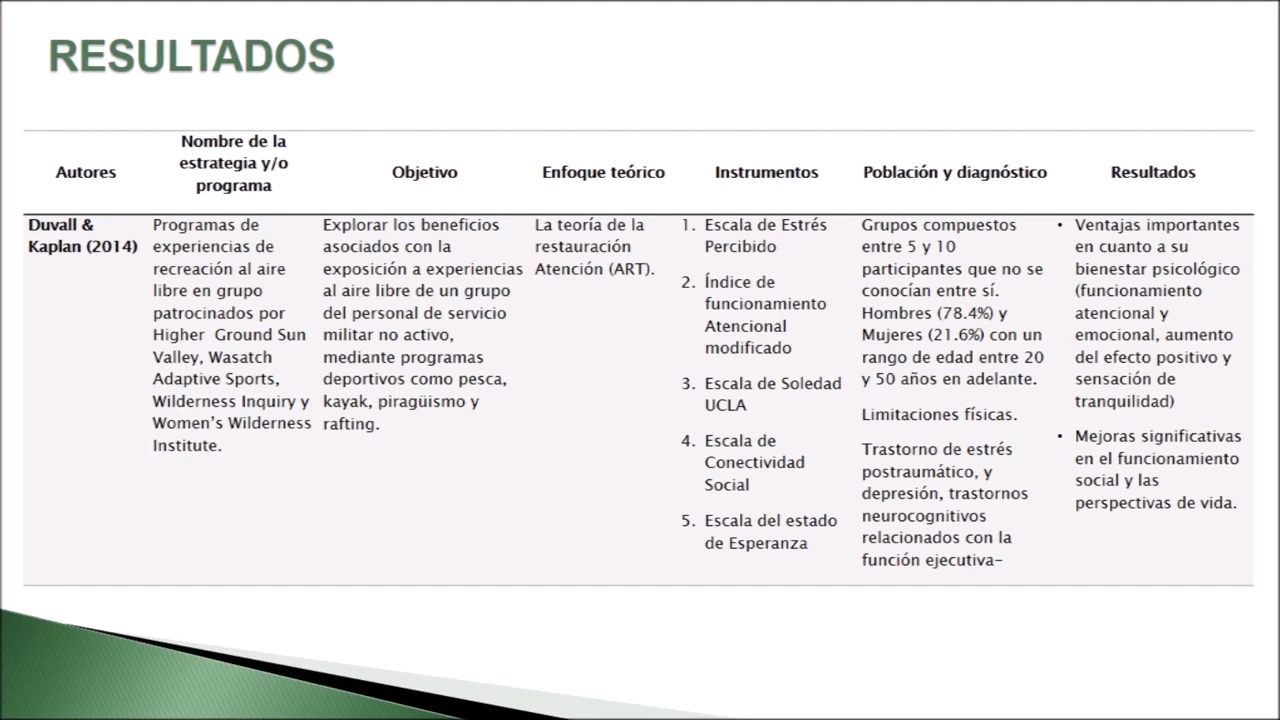 RESULTADOS
Autores
Nombre de la
estrategia y/o
programa
Objetivo
Enfoque teórico
Instrumentos
Población y diagnóstico
Resultados
Duvall &
Kaplan (2014)
Programas de
experiencias de
recreación al aire
libre en grupo
patrocinados por
Higher Ground Sun
Valley, Wasatch
Adaptive Sports,
Wilderness Inquiry y
Women's Wilderness
Institute.
Explorar los beneficios
asociados con la
exposición a experiencias
al aire libre de un grupo
del personal de servicio
militar no activo,
mediante programas
deportivos como pesca,
kayak, piragüismo y
rafting.
La teoría de la
restauración
Atención (ART).
1. Escala de Estrés
Percibido
2. Índice de
funcionamiento
Atencional
modificado
3. Escala de Soledad
UCLA
4. Escala de
Conectividad
Social
5. Escala del estado
de Esperanza
Grupos compuestos
entre 5 y 10
participantes que no se
conocían entre sí.
Hombres (78.4%) y
Mujeres (21.6%) con un
rango de edad entre 20
y 50 años en adelante.
Limitaciones físicas.
Trastorno de estrés
postraumático, y
depresión, trastornos
neurocognitivos
relacionados con la
función ejecutiva-
• Ventajas importantes
en cuanto a su
bienestar psicológico
(funcionamiento
atencional y
emocional, aumento
del efecto positivo y
sensación de
tranquilidad)
• Mejoras significativas
en el funcionamiento
social y las
perspectivas de vida.